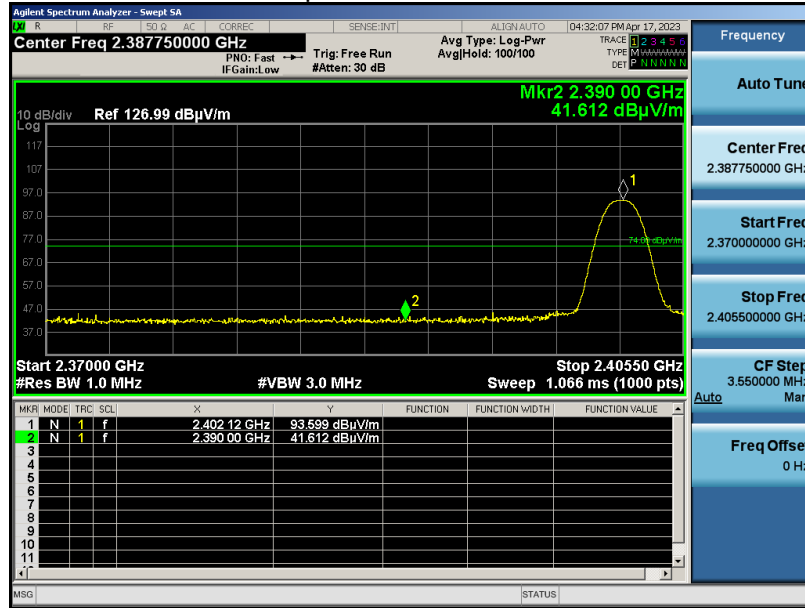 Agilent Spectrum Analyzer - Swept SA
LXI R RF 50 Ω AC CORREC SENSE:INT ALIGN AUTO 04:32:07 PM Apr 17, 2023
Center Freq 2.387750000 GHz
PNO: Fast
IFGain:Low
Trig: Free Run
#Atten: 30 dB
Avg Type: Log-Pwr
Avg|Hold: 100/100
TRACE 1 2 3 4 5 6
TYPE M
DET P N N N N N
Mkr2 2.390 00 GHz
41.612 dBµV/m
10 dB/div Ref 126.99 dBµV/m
Log
117
107
97.0
87.0
77.0
67.0
57.0
47.0
37.0
1
2
Start 2.37000 GHz Stop 2.40550 GHz
#Res BW 1.0 MHz #VBW 3.0 MHz Sweep 1.066 ms (1000 pts)
MKR MODE TRC SCL X Y FUNCTION FUNCTION WIDTH FUNCTION VALUE
1 N 1 f 2.402 12 GHz 93.599 dBµV/m
2 N 1 f 2.390 00 GHz 41.612 dBµV/m
3
4
5
6
7
8
9
10
11
MSG STATUS
Frequency
Auto Tune
Center Freq
2.387750000 GHz
Start Freq
2.370000000 GHz
Stop Freq
2.405500000 GHz
CF Step
3.550000 MHz
Auto Man
Freq Offset
0 Hz